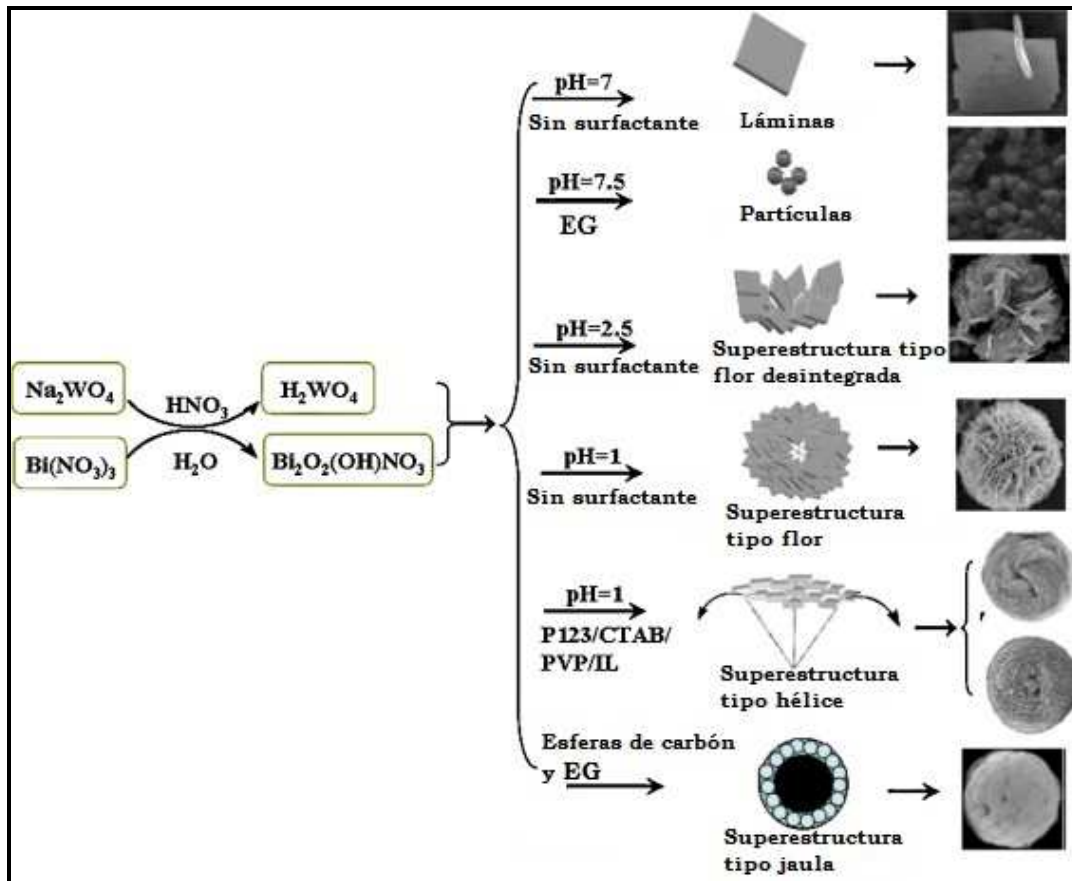 Na₂WO₄
Bi(NO₃)₃
HNO₃
H₂O
H₂WO₄
Bi₂O₂(OH)NO₃
pH=7
Sin surfactante
Láminas
pH=7.5
EG
Partículas
pH=2.5
Sin surfactante
Superestructura tipo
flor desintegrada
pH=1
Sin surfactante
Superestructura
tipo flor
pH=1
P123/CTAB/
PVP/IL
Superestructura
tipo hélice
Esferas de carbón
y EG
Superestructura
tipo jaula